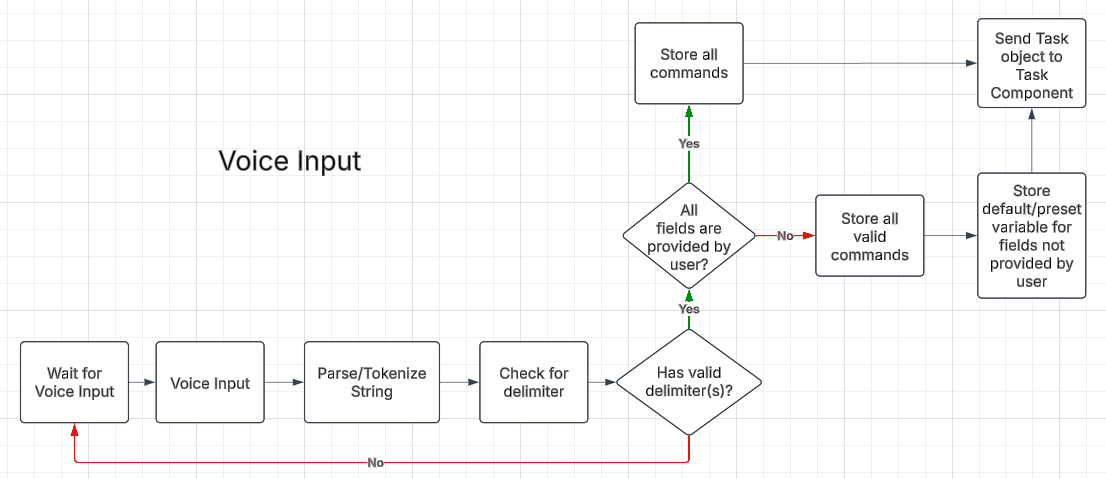 Voice Input
Wait for
Voice Input
Voice Input
Parse/Tokenize
String
Check for
delimiter
Has valid
delimiter(s)?
No
Yes
All
fields are
provided by
user?
Yes
Store all
commands
No
Store all
valid
commands
Store
default/preset
variable for
fields not
provided by
user
Send Task
object to
Task
Component